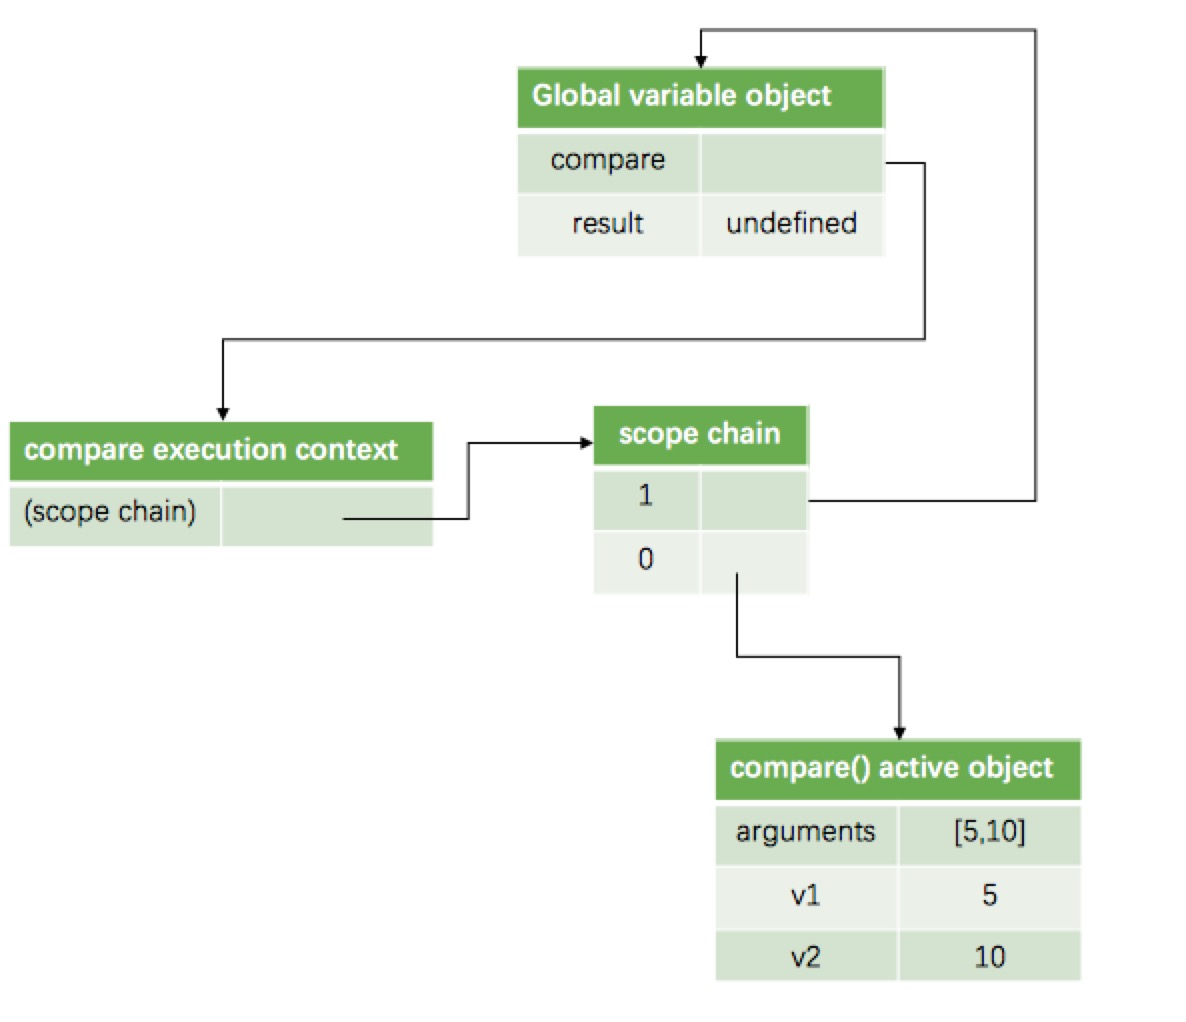 Global variable object
compare
result undefined
compare execution context
(scope chain)
scope chain
1
0
compare() active object
arguments [5,10]
v1 5
v2 10